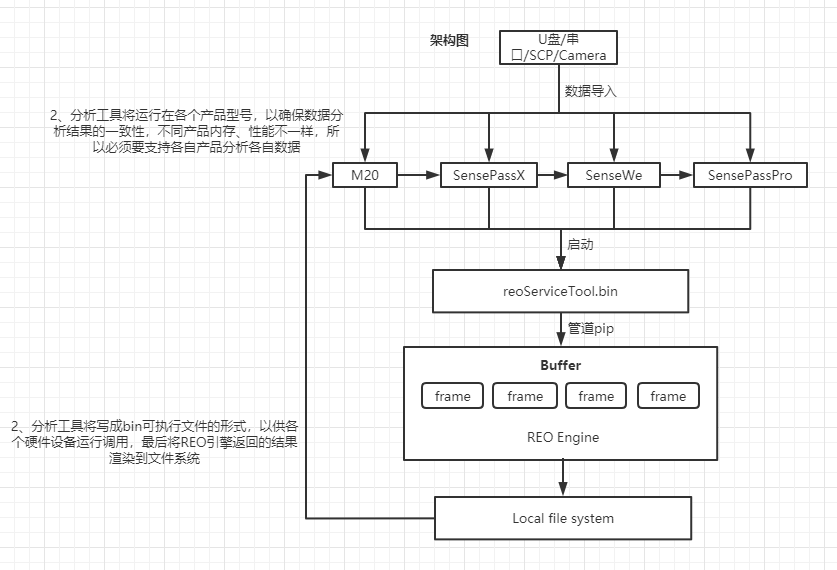 架构图
U盘/串
口/SCP/Camera
数据导入
2、分析工具将运行在各个产品型号，以确保数据分
析结果的一致性，不同产品内存、性能不一样，所
以必须要支持各自产品分析各自数据
M20
SensePassX
SenseWe
SensePassPro
启动
reoServiceTool.bin
管道pip
Buffer
frame
frame
frame
frame
REO Engine
2、分析工具将写成bin可执行文件的形式，以供各
个硬件设备运行调用，最后将REO引擎返回的结果
渲染到文件系统
Local file system